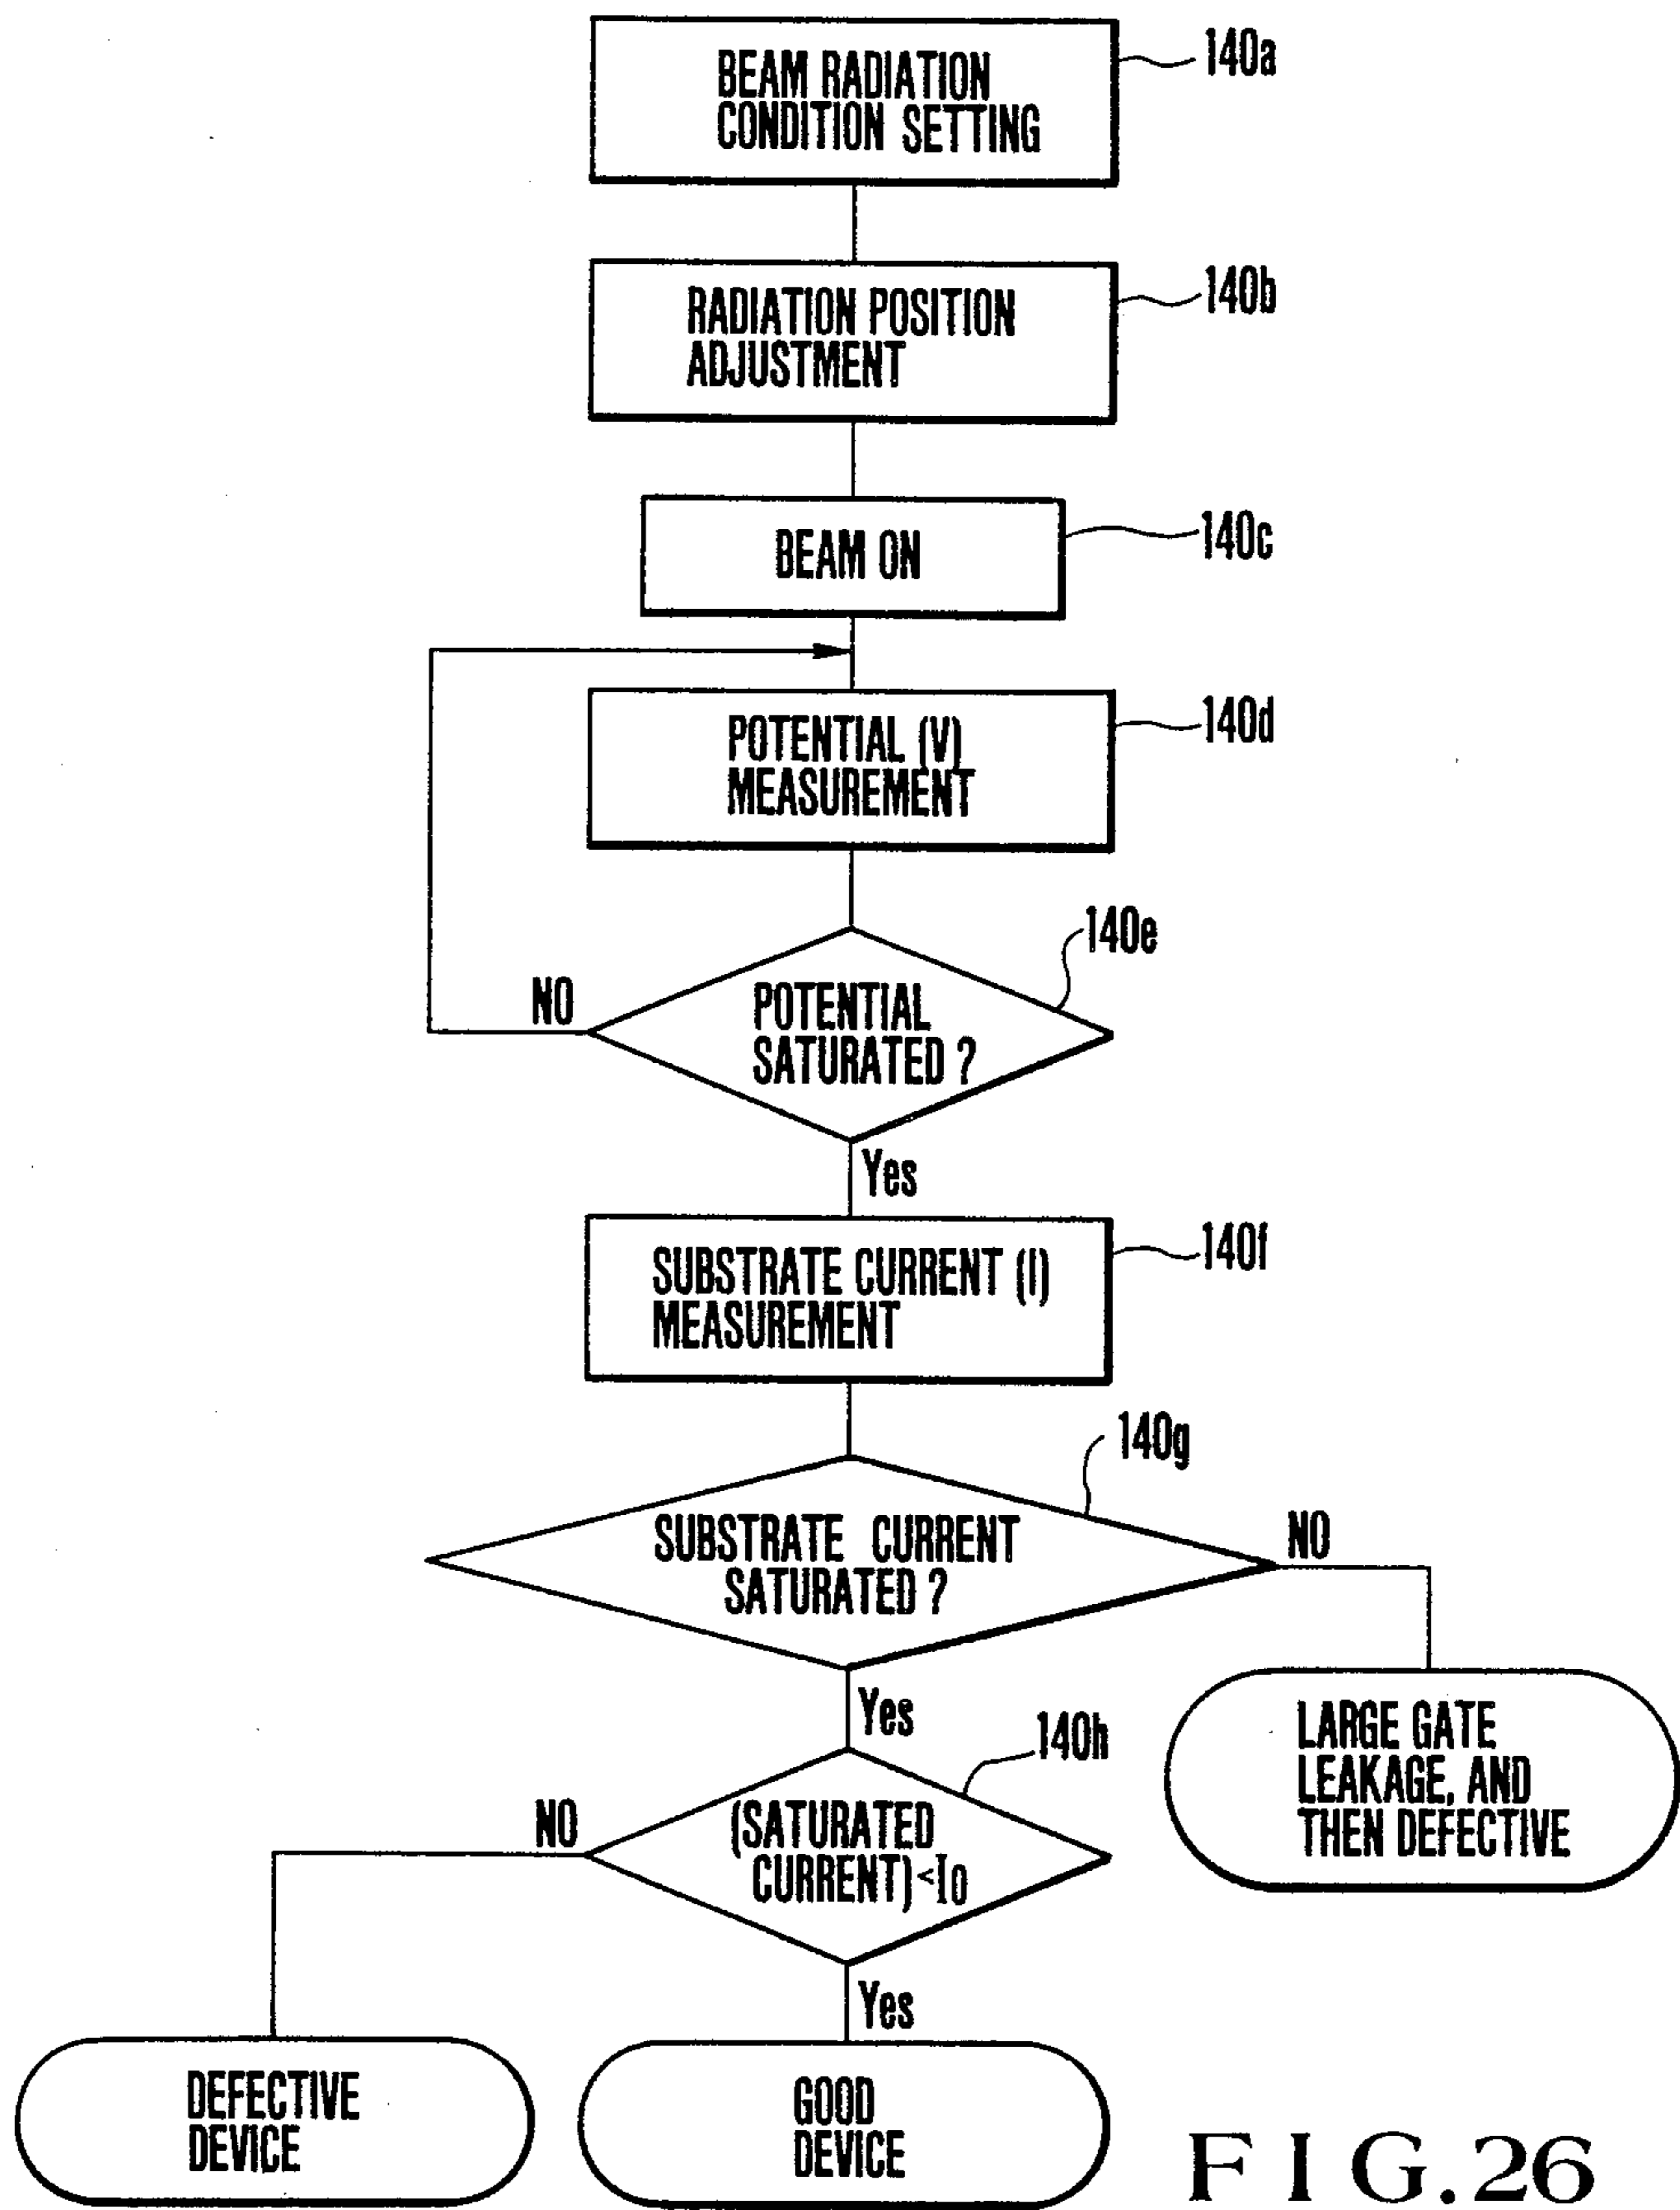 BEAM RADIATION
CONDITION SETTING
140a
RADIATION POSITION
ADJUSTMENT
140b
BEAM ON
140c
POTENTIAL (V)
MEASUREMENT
140d
POTENTIAL
SATURATED ?
140e
NO
Yes
SUBSTRATE CURRENT (I)
MEASUREMENT
140f
SUBSTRATE CURRENT
SATURATED ?
140g
NO
Yes
LARGE GATE
LEAKAGE, AND
THEN DEFECTIVE
(SATURATED
CURRENT) <I0
140h
NO
Yes
DEFECTIVE
DEVICE
GOOD
DEVICE
FIG.26